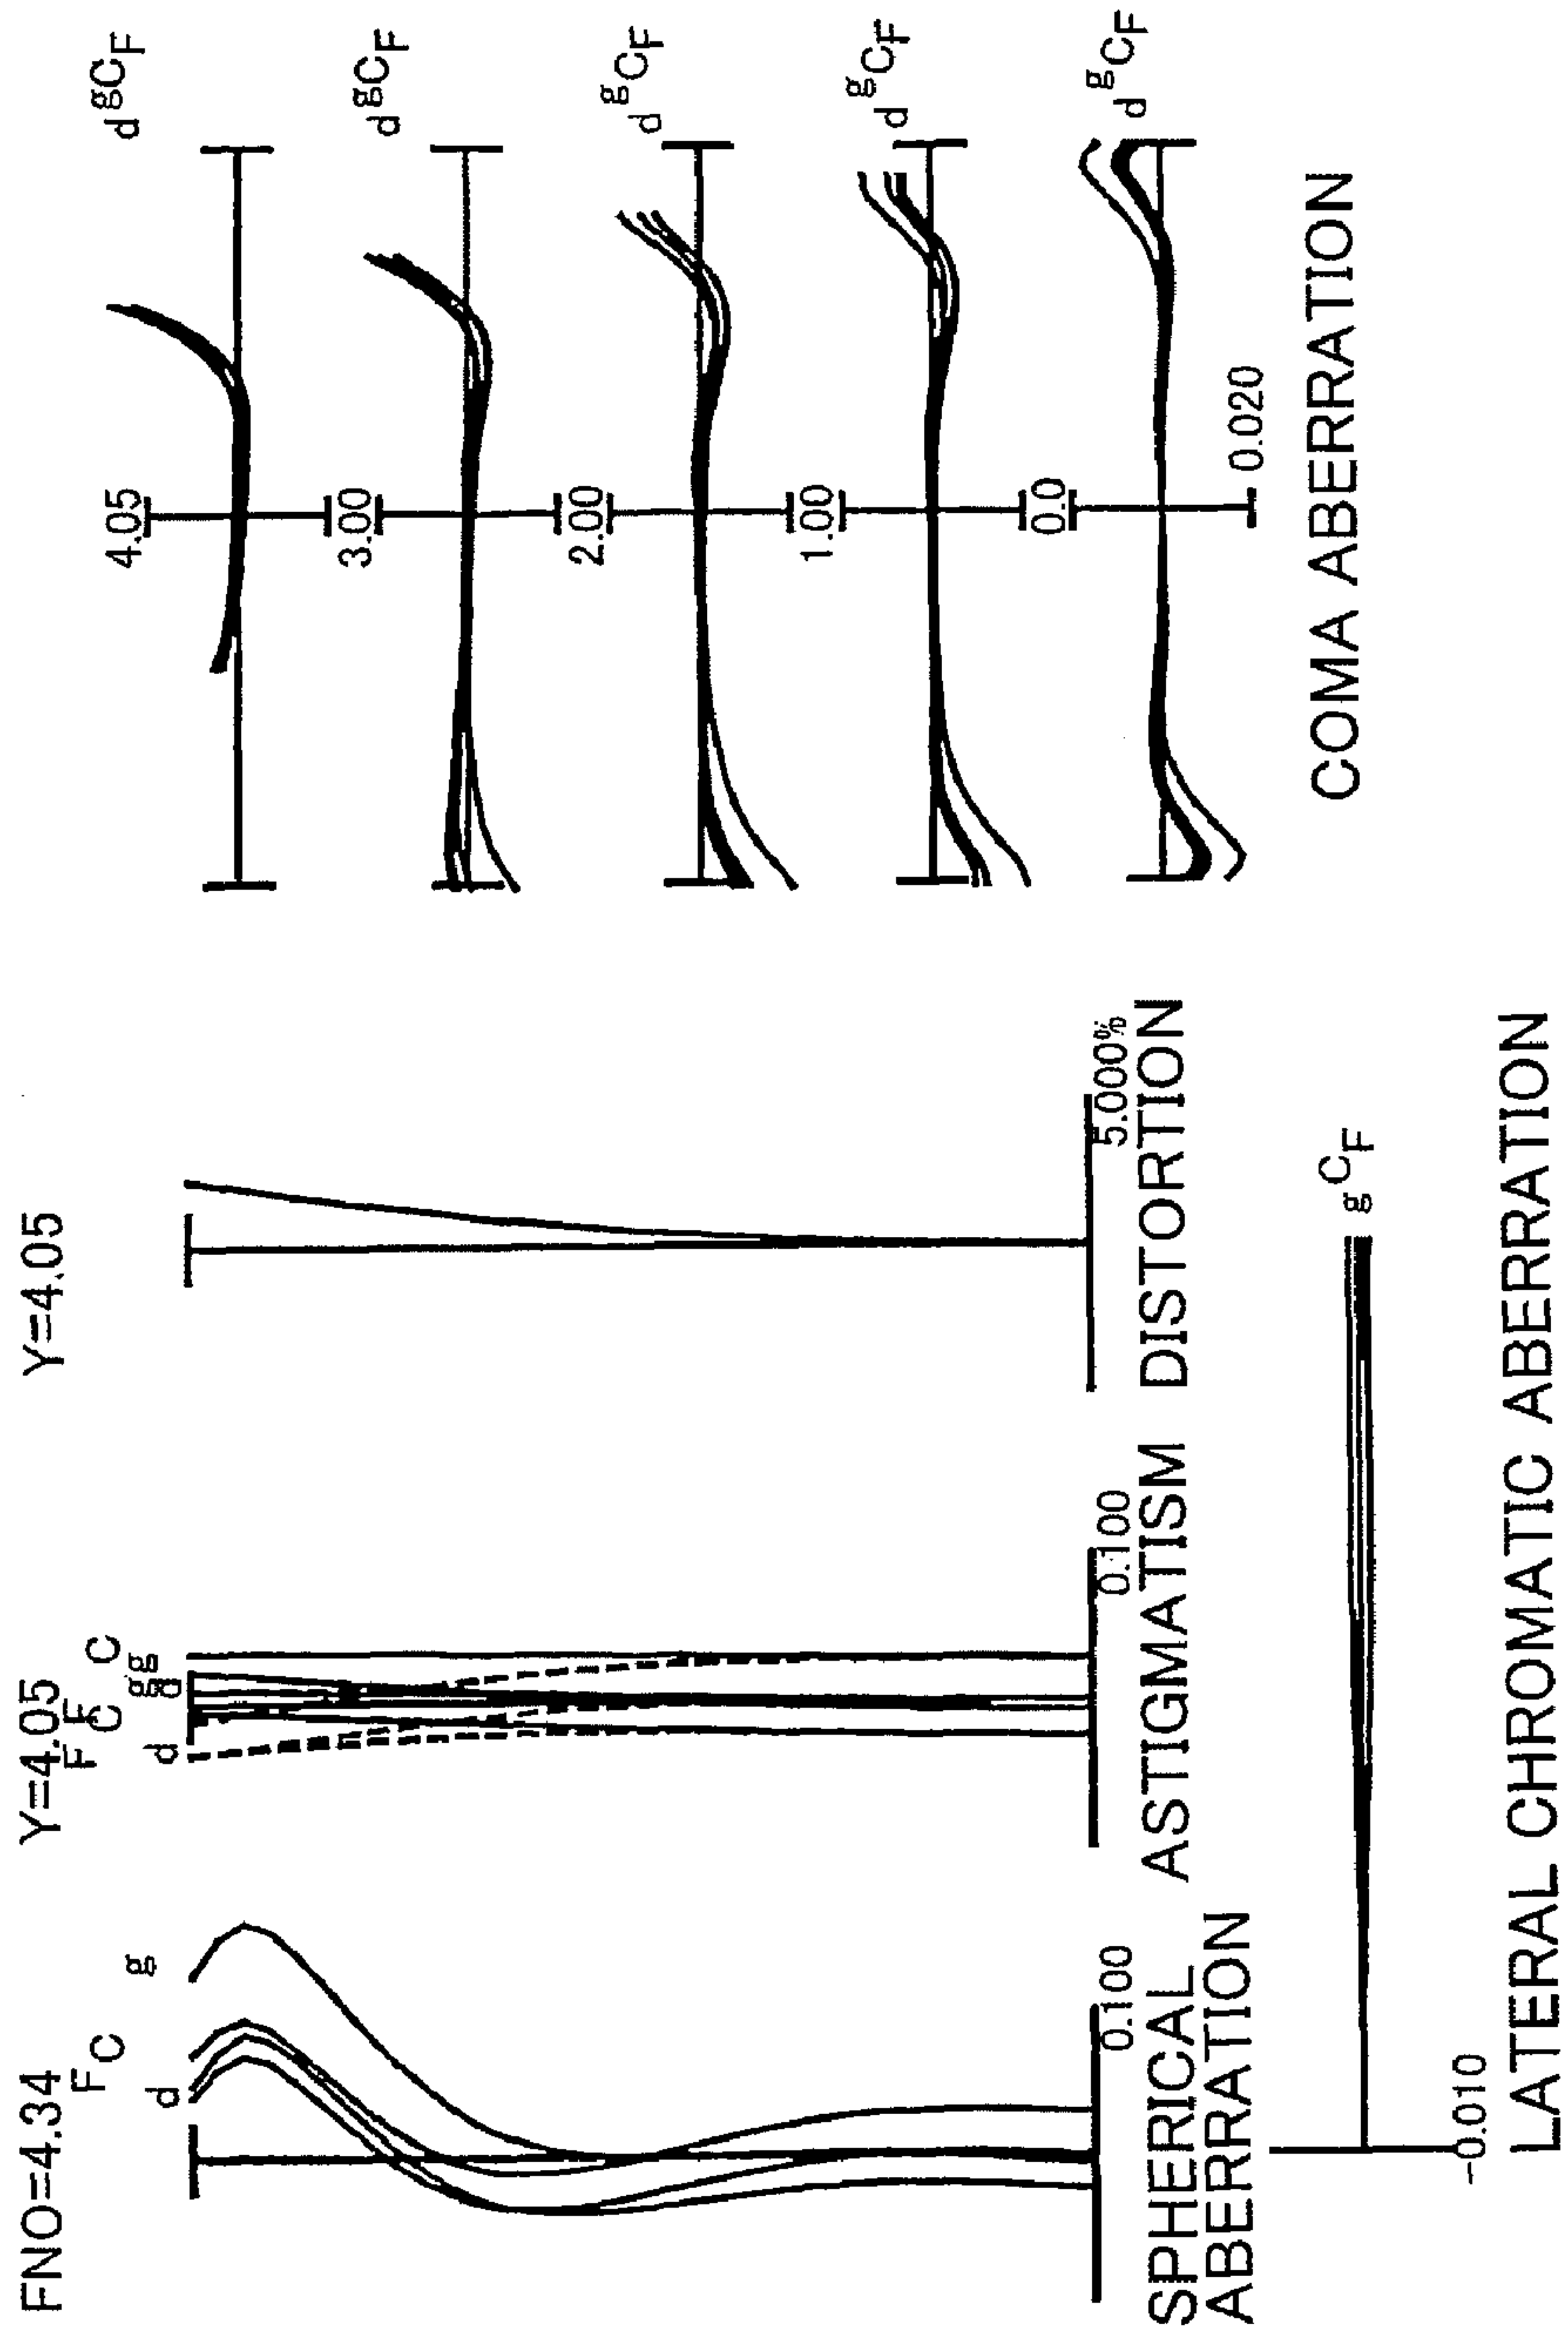 FNO=4.34
F C
d
g
0.100
SPHERICAL
ABERRATION
Y=4.05
F F C
C
d
g g
d
0.100
ASTIGMATISM
Y=4.05
5.000%
DISTORTION
-0.010
g C F
LATERAL CHROMATIC ABERRATION
4.05
d g C F
3.00
d g C F
2.00
d g C F
1.00
d g C F
0.0
d g C F
0.020
COMA ABERRATION